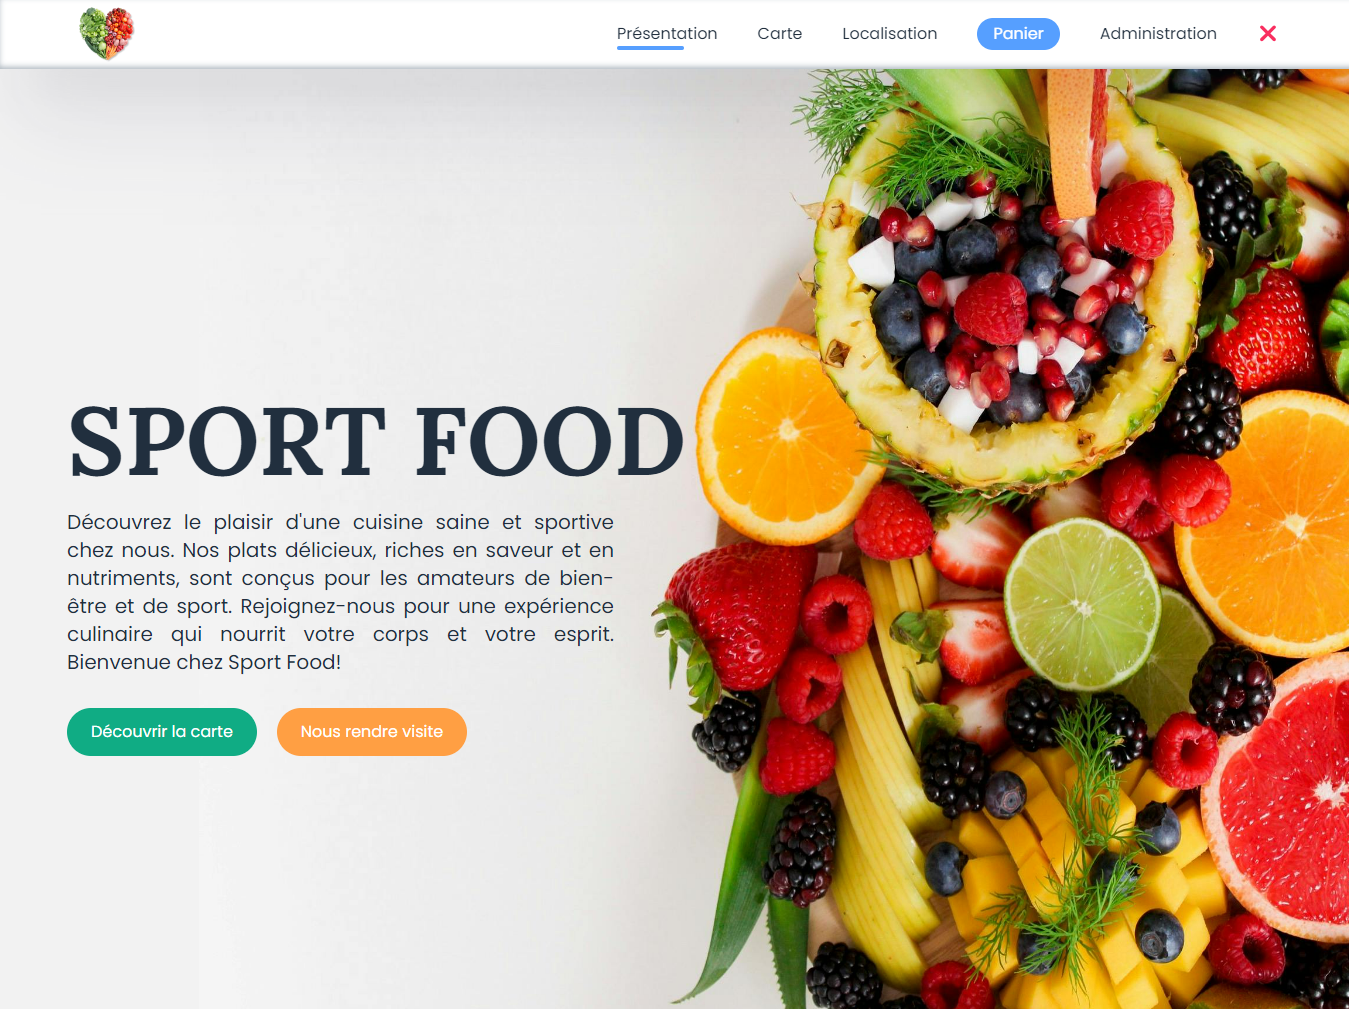 Présentation Carte Localisation Panier Administration
SPORT FOOD
Découvrez le plaisir d'une cuisine saine et sportive
chez nous. Nos plats délicieux, riches en saveur et en
nutriments, sont conçus pour les amateurs de bien-
être et de sport. Rejoignez-nous pour une expérience
culinaire qui nourrit votre corps et votre esprit.
Bienvenue chez Sport Food!
Découvrir la carte Nous rendre visite